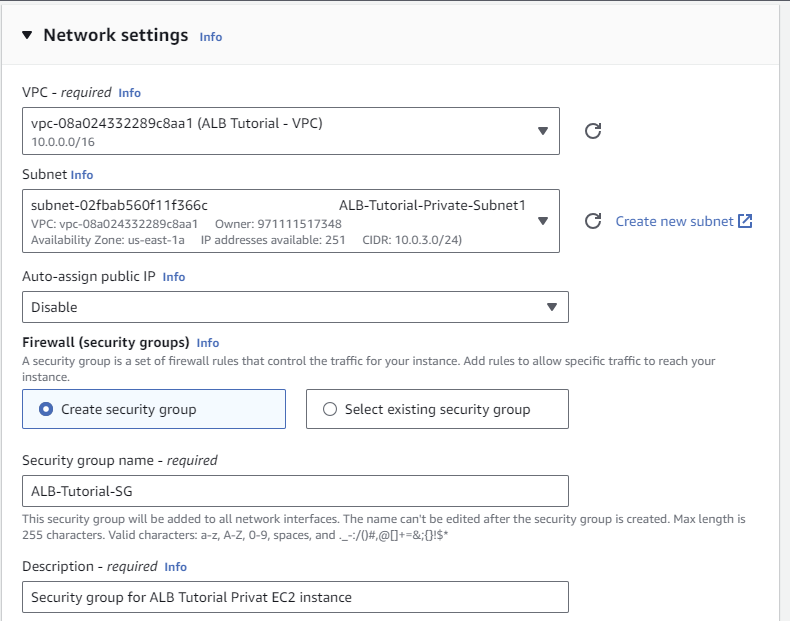 Network settings Info
VPC - required Info
vpc-08a024332289c8aa1 (ALB Tutorial - VPC)
10.0.0.0/16
Subnet Info
subnet-02fbab560f11f366c ALB-Tutorial-Private-Subnet1
VPC: vpc-08a024332289c8aa1 Owner: 971111517348
Availability Zone: us-east-1a IP addresses available: 251 CIDR: 10.0.3.0/24)
Create new subnet
Auto-assign public IP Info
Disable
Firewall (security groups) Info
A security group is a set of firewall rules that control the traffic for your instance. Add rules to allow specific traffic to reach your
instance.
Create security group
Select existing security group
Security group name - required
ALB-Tutorial-SG
This security group will be added to all network interfaces. The name can't be edited after the security group is created. Max length is
255 characters. Valid characters: a-z, A-Z, 0-9, spaces, and ._-:/()#,@[]+=&;{}!$*
Description - required Info
Security group for ALB Tutorial Privat EC2 instance